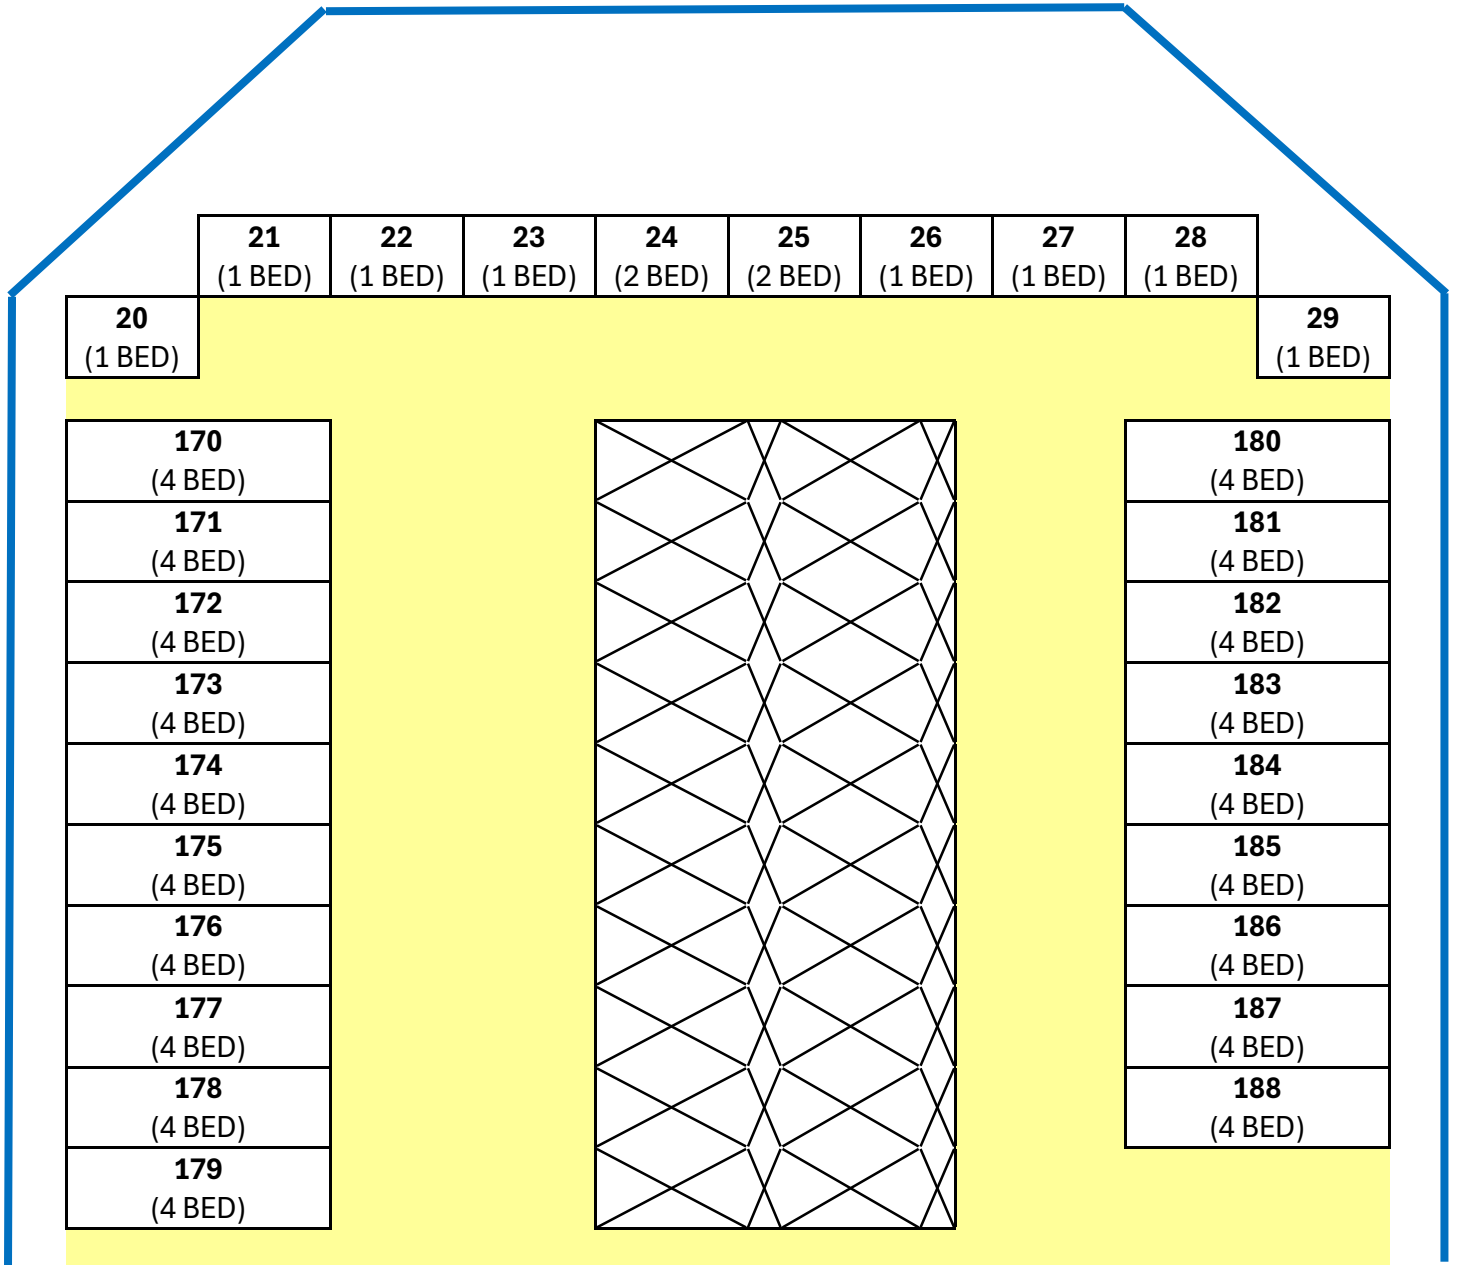 21 22 23 24 25 26 27 28
(1 BED) (1 BED) (1 BED) (2 BED) (2 BED) (1 BED) (1 BED) (1 BED)
20 29
(1 BED) (1 BED)
170 180
(4 BED) (4 BED)
171 181
(4 BED) (4 BED)
172 182
(4 BED) (4 BED)
173 183
(4 BED) (4 BED)
174 184
(4 BED) (4 BED)
175 185
(4 BED) (4 BED)
176 186
(4 BED) (4 BED)
177 187
(4 BED) (4 BED)
178 188
(4 BED) (4 BED)
179
(4 BED)